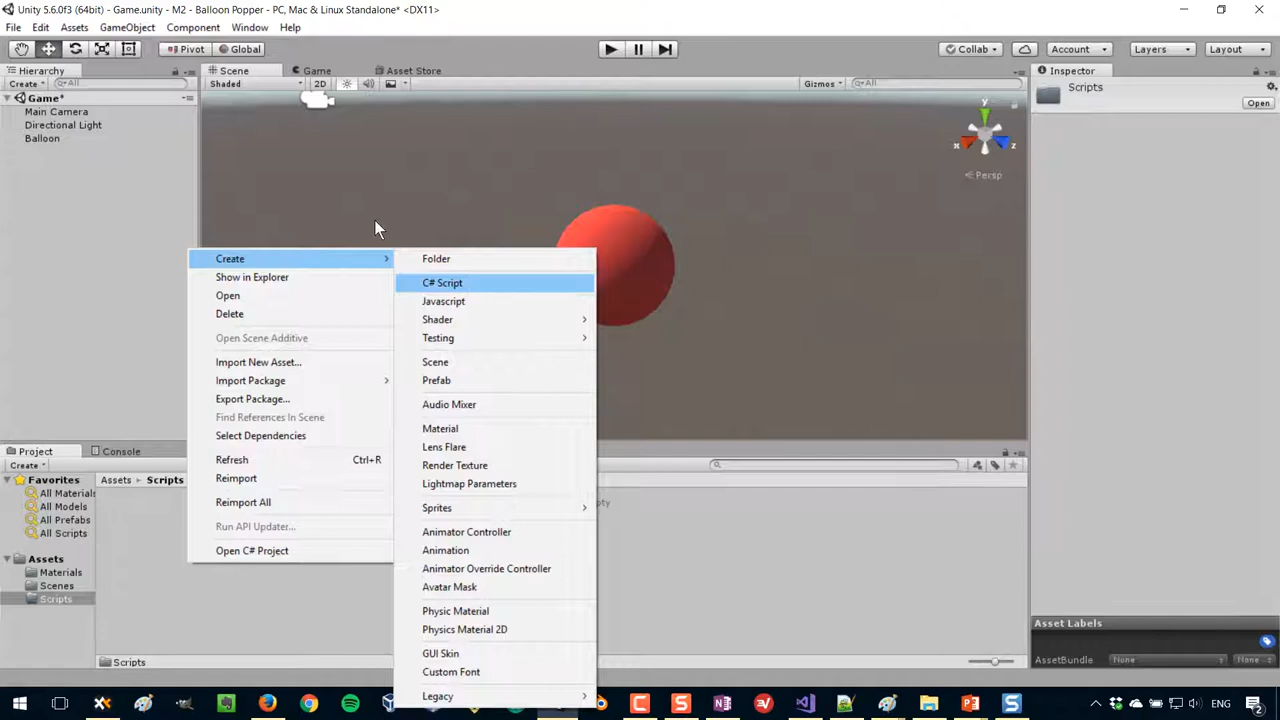 Unity 5.6.0f3 (64bit) - Game.unity - M2 - Balloon Popper - PC, Mac & Linux Standalone* <DX11>
File Edit Assets GameObject Component Window Help
Pivot Global Collab Account Layers Layout
Hierarchy
Create All
Game*
Main Camera
Directional Light
Balloon
Scene Game Asset Store
Shaded 2D Gizmos All
y
x z
Persp
Inspector
Scripts
Open
Create
Show in Explorer
Open
Delete
Open Scene Additive
Import New Asset...
Import Package
Export Package...
Find References In Scene
Select Dependencies
Refresh Ctrl+R
Reimport
Reimport All
Run API Updater...
Open C# Project
Folder
C# Script
Javascript
Shader
Testing
Scene
Prefab
Audio Mixer
Material
Lens Flare
Render Texture
Lightmap Parameters
Sprites
Animator Controller
Animation
Animator Override Controller
Avatar Mask
Physic Material
Physics Material 2D
GUI Skin
Custom Font
Legacy
Project Console
Create
Favorites
All Materials
All Models
All Prefabs
All Scripts
Assets
Materials
Scenes
Scripts
Assets Scripts
Scripts
Asset Labels
AssetBundle None None
ENG